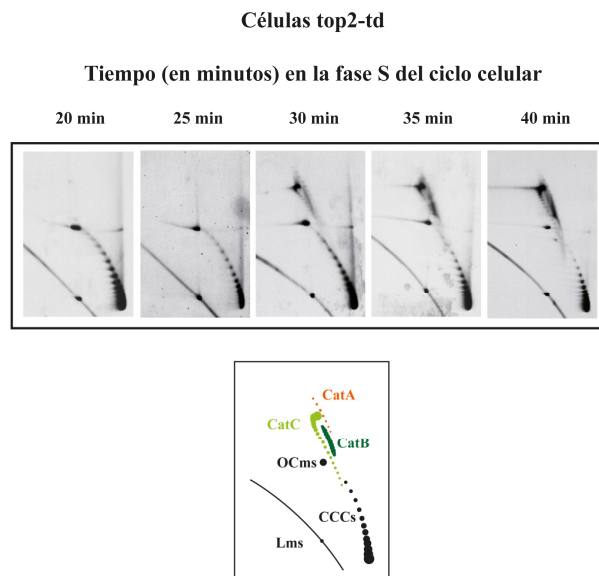 Células top2-td
Tiempo (en minutos) en la fase S del ciclo celular
20 min 25 min 30 min 35 min 40 min
CatA
CatC
CatB
OCms
CCCs
Lms